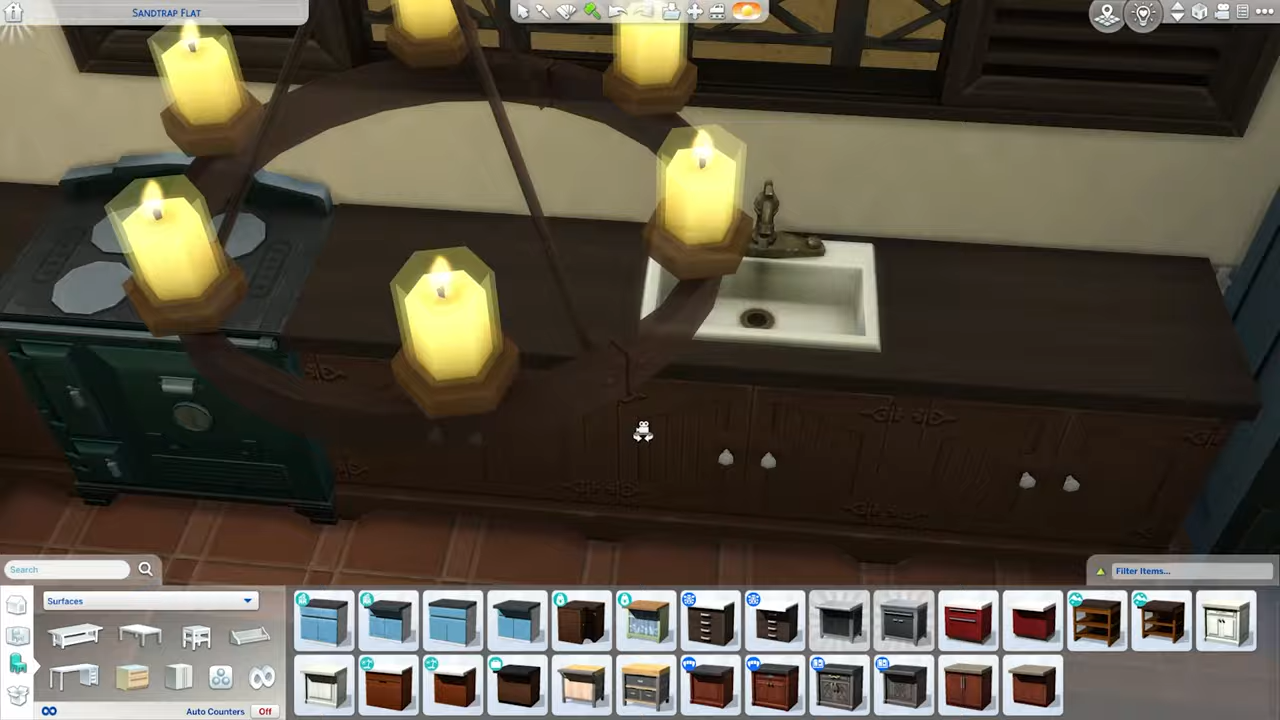 SANDTRAP FLAT
Search
Filter Items...
Surfaces
Auto Counters
Off